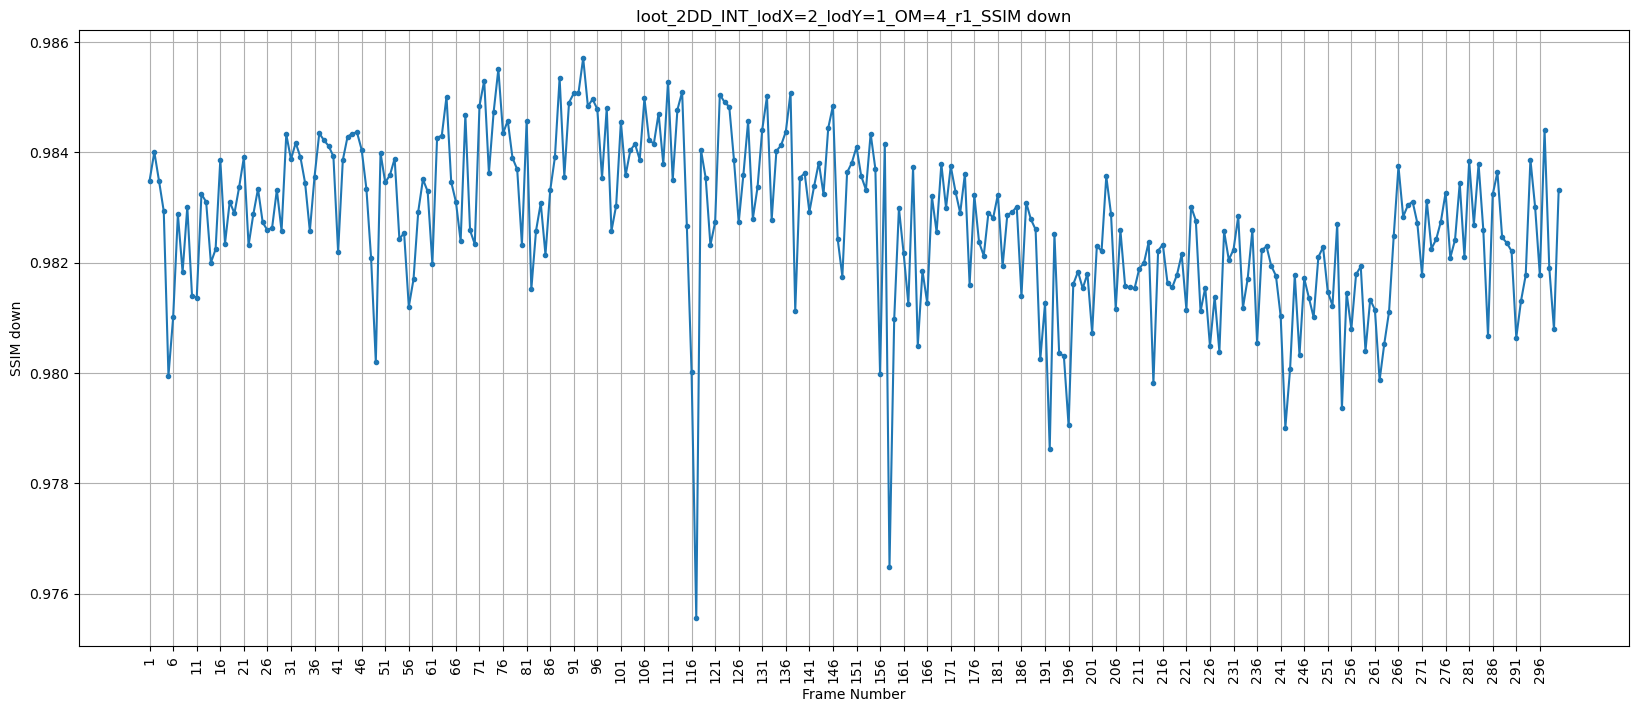 loot_2DD_INT_lodX=2_lodY=1_OM=4_r1_SSIM down
0.986
0.984
0.982
0.980
0.978
0.976
SSIM down
1 6 11 16 21 26 31 36 41 46 51 56 61 66 71 76 81 86 91 96 101 106 111 116 121 126 131 136 141 146 151 156 161 166 171 176 181 186 191 196 201 206 211 216 221 226 231 236 241 246 251 256 261 266 271 276 281 286 291 296
Frame Number